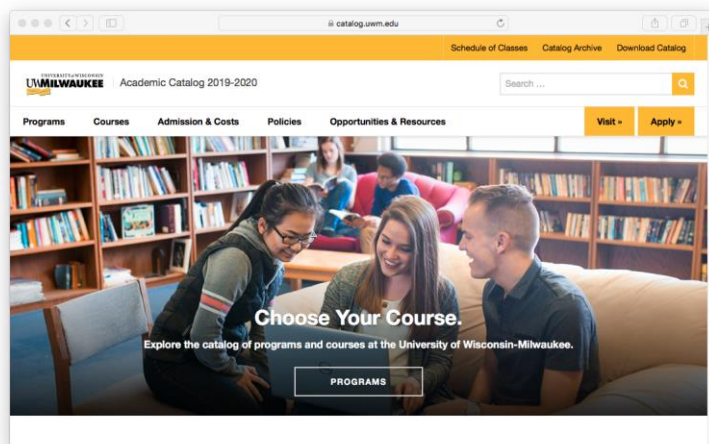 catalog.uwm.edu
Schedule of Classes Catalog Archive Download Catalog
UNIVERSITY of WISCONSIN
UWMILWAUKEE
Academic Catalog 2019-2020
Search ...
Programs Courses Admission & Costs Policies Opportunities & Resources Visit » Apply »
Choose Your Course.
Explore the catalog of programs and courses at the University of Wisconsin-Milwaukee.
PROGRAMS